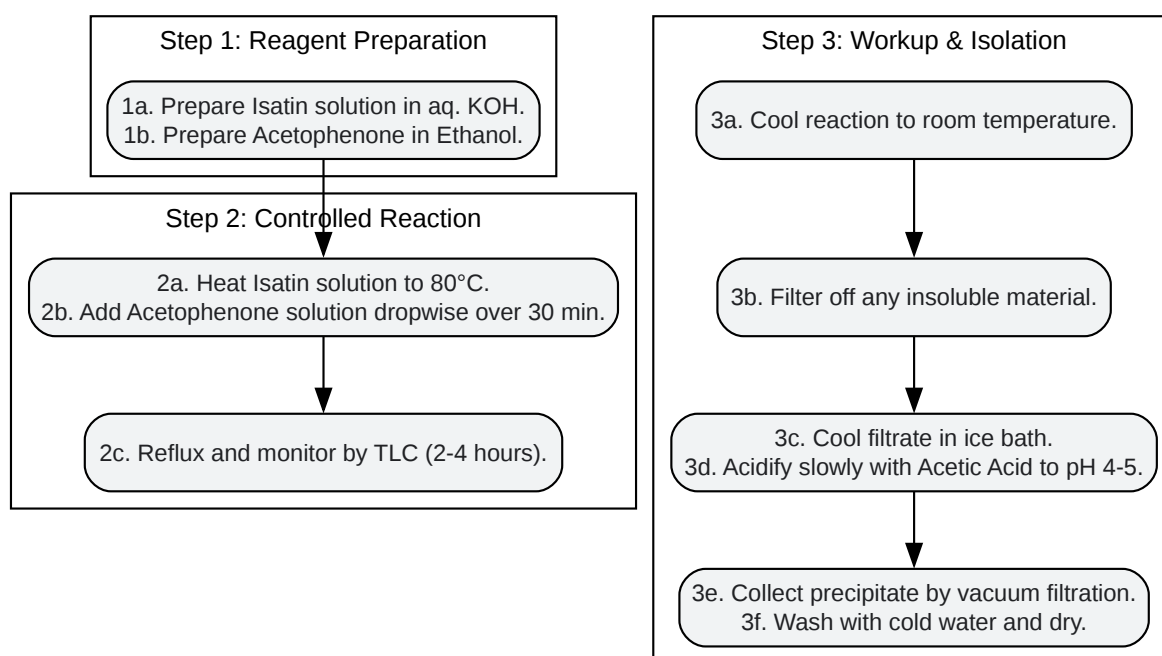 Step 1: Reagent Preparation
1a. Prepare Isatin solution in aq. KOH.
1b. Prepare Acetophenone in Ethanol.
Step 2: Controlled Reaction
2a. Heat Isatin solution to 80°C.
2b. Add Acetophenone solution dropwise over 30 min.
2c. Reflux and monitor by TLC (2-4 hours).
Step 3: Workup & Isolation
3a. Cool reaction to room temperature.
3b. Filter off any insoluble material.
3c. Cool filtrate in ice bath.
3d. Acidify slowly with Acetic Acid to pH 4-5.
3e. Collect precipitate by vacuum filtration.
3f. Wash with cold water and dry.